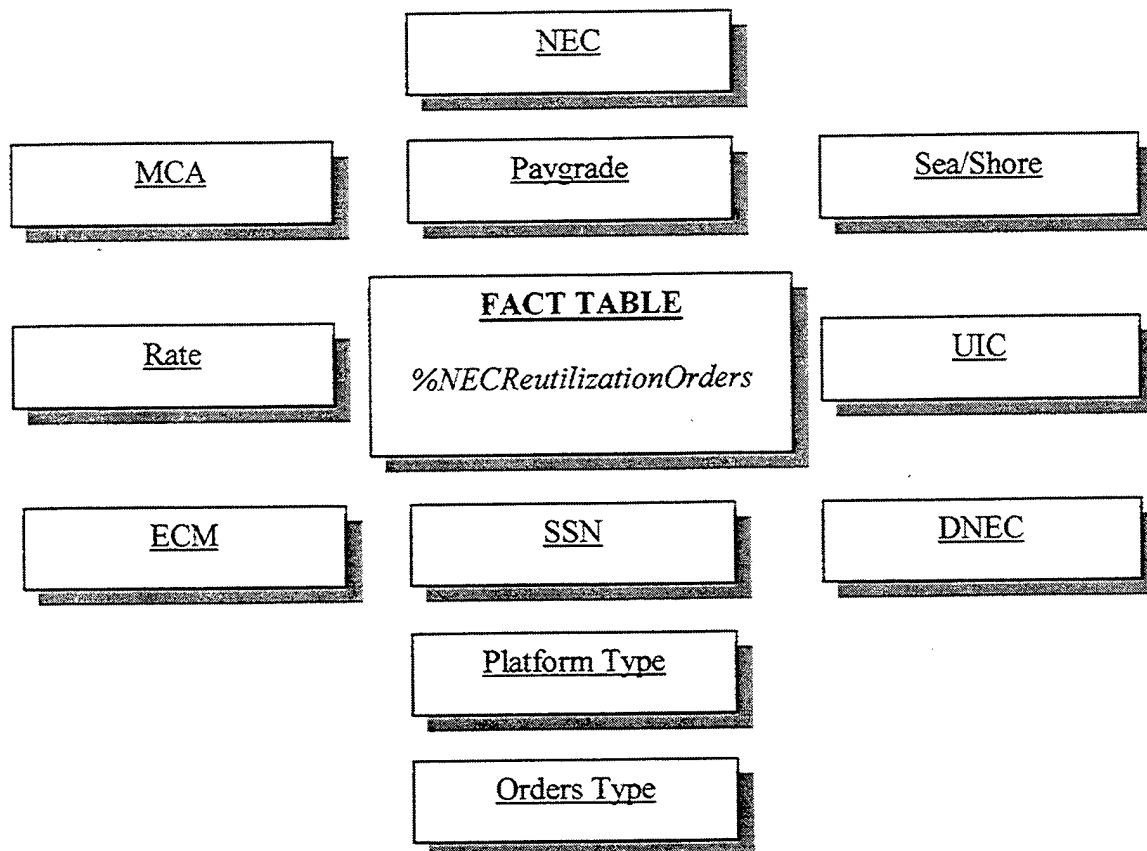 NEC
MCA
Paygrade
Sea/Shore
FACT TABLE
Rate
%NECReutilizationOrders
UIC
ECM
SSN
DNEC
Platform Type
Orders Type